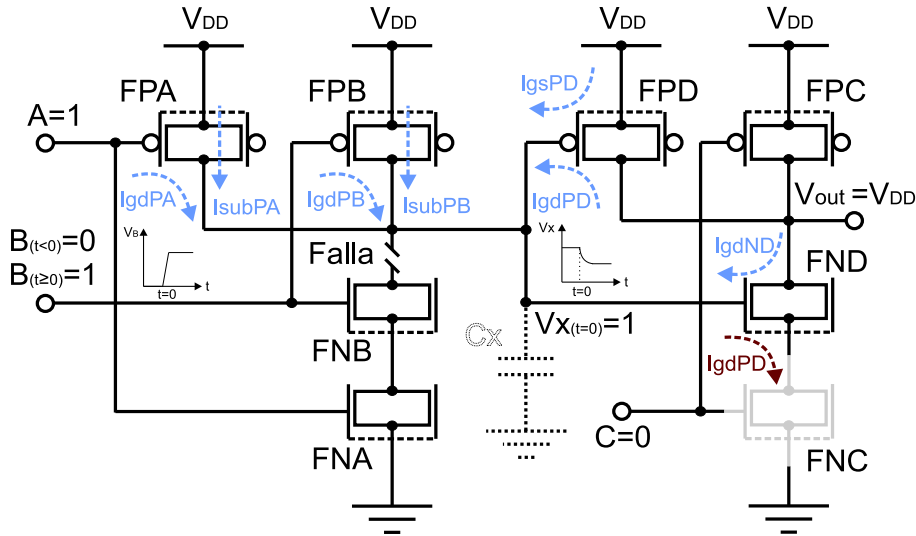 VDD
VDD
VDD
VDD
FPA
FPB
IgsPD
FPD
FPC
A=1
IgdPA
IsubPA
IgdPB
IsubPB
IgdPD
Vout =VDD
B(t<0)=0
B(t≥0)=1
VB
t=0
t
Falla
Vx
t=0
t
IgdND
FND
Cx
Vx(t=0)=1
FNB
IgdPD
C=0
FNA
FNC